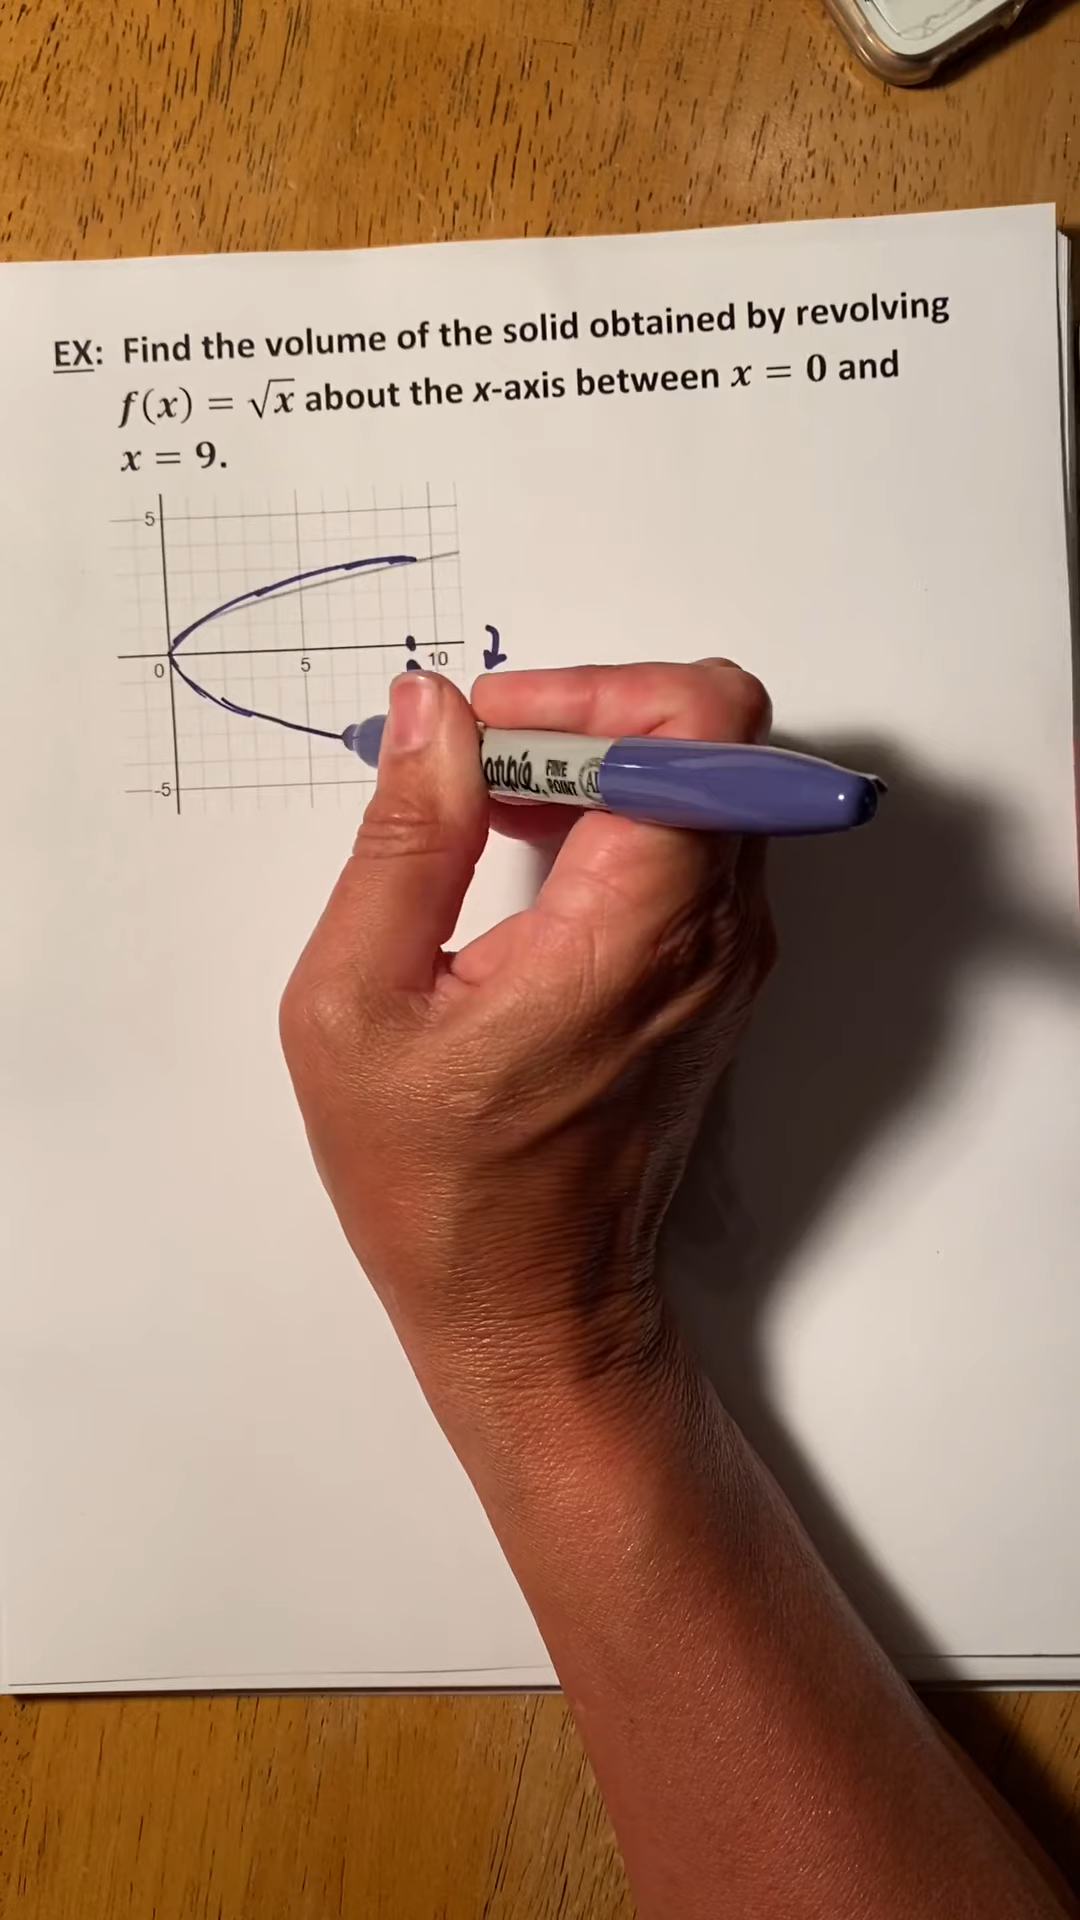 EX: Find the volume of the solid obtained by revolving
f(x) = √x about the x-axis between x = 0 and
x = 9.
5
0 5 10
-5
FINE
POINT